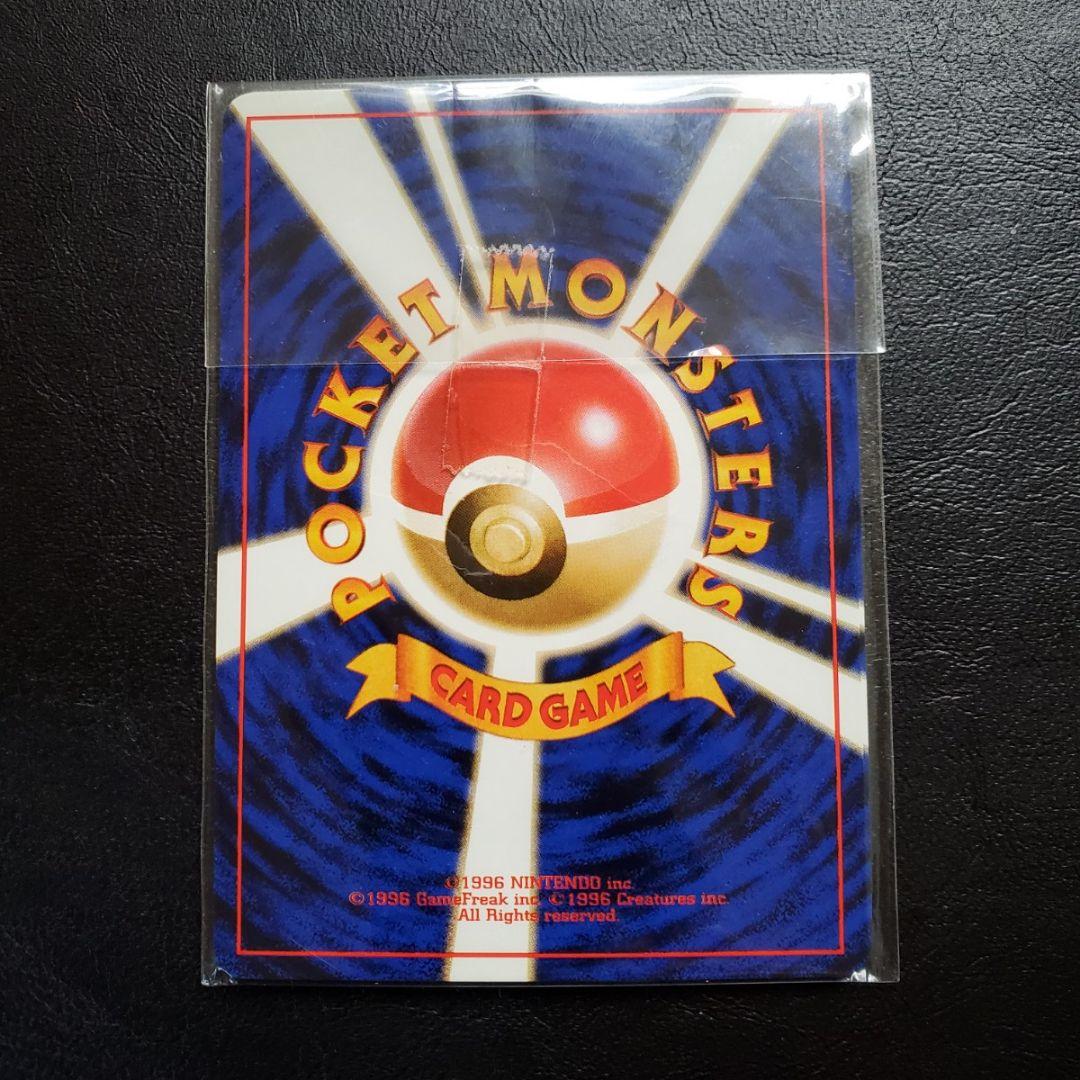 POCKET MONSTERS
CARD GAME
©1996 NINTENDO inc.
©1996 GameFreak inc. ©1996 Creatures inc.
All Rights reserved.